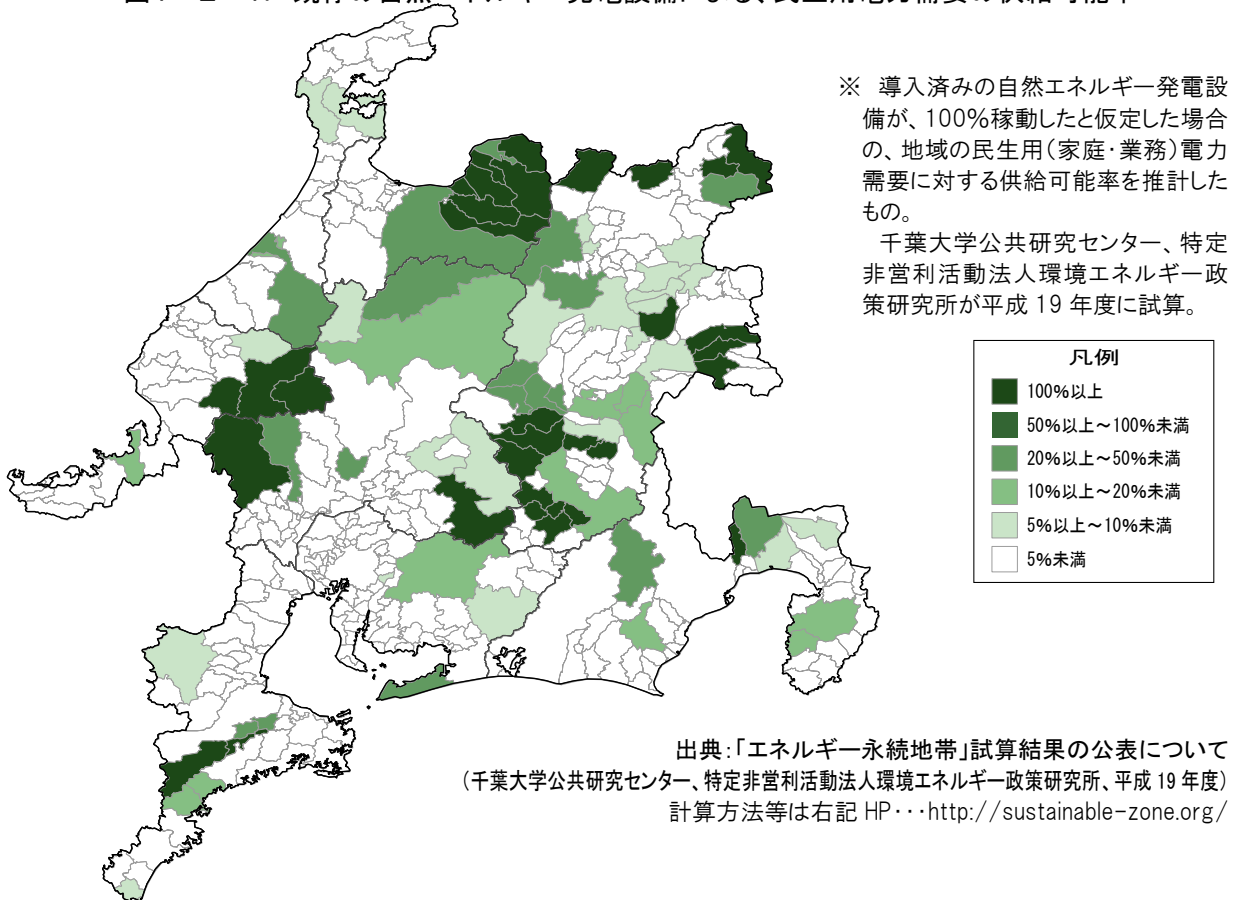 ※ 導入済みの自然エネルギー発電設
備が、100％稼動したと仮定した場合
の、地域の民生用(家庭・業務)電力
需要に対する供給可能率を推計した
もの。
千葉大学公共研究センター、特定
非営利活動法人環境エネルギー政
策研究所が平成 19 年度に試算。
凡例
100％以上
50％以上～100％未満
20％以上～50％未満
10％以上～20％未満
5％以上～10％未満
5％未満
出典：「エネルギー永続地帯」試算結果の公表について
(千葉大学公共研究センター、特定非営利活動法人環境エネルギー政策研究所、平成 19 年度)
計算方法等は右記 HP・・・http://sustainable-zone.org/